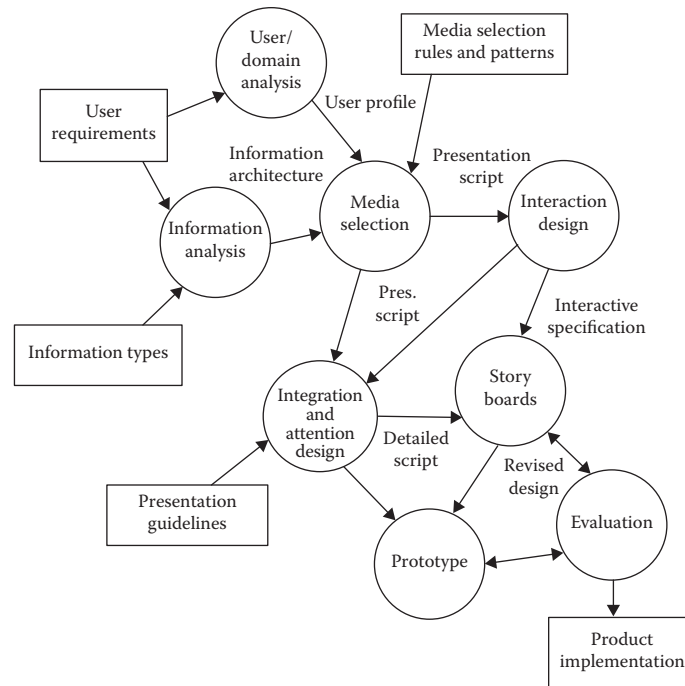 User/
domain
analysis
Media selection
rules and patterns
User
requirements
User profile
Information
architecture
Presentation
script
Media
selection
Interaction
design
Information
analysis
Pres.
script
Interactive
specification
Information types
Story
boards
Integration
and
attention
design
Detailed
script
Revised
design
Presentation
guidelines
Evaluation
Prototype
Product
implementation